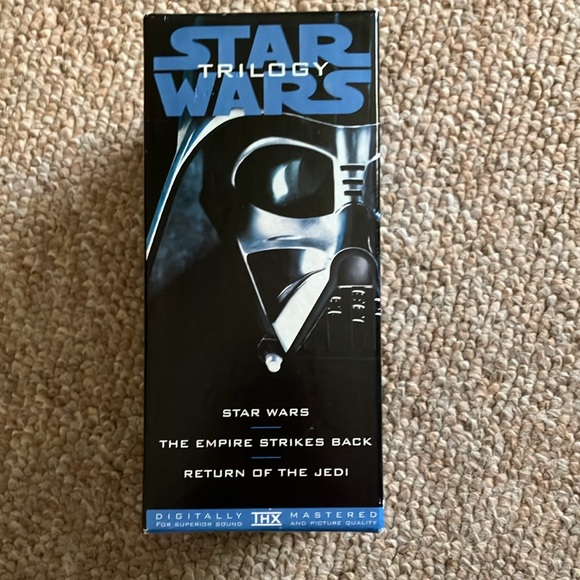 STAR
TRILOGY
WARS
STAR WARS
THE EMPIRE STRIKES BACK
RETURN OF THE JEDI
DIGITALLY THX MASTERED
FOR SUPERIOR SOUND AND PICTURE QUALITY